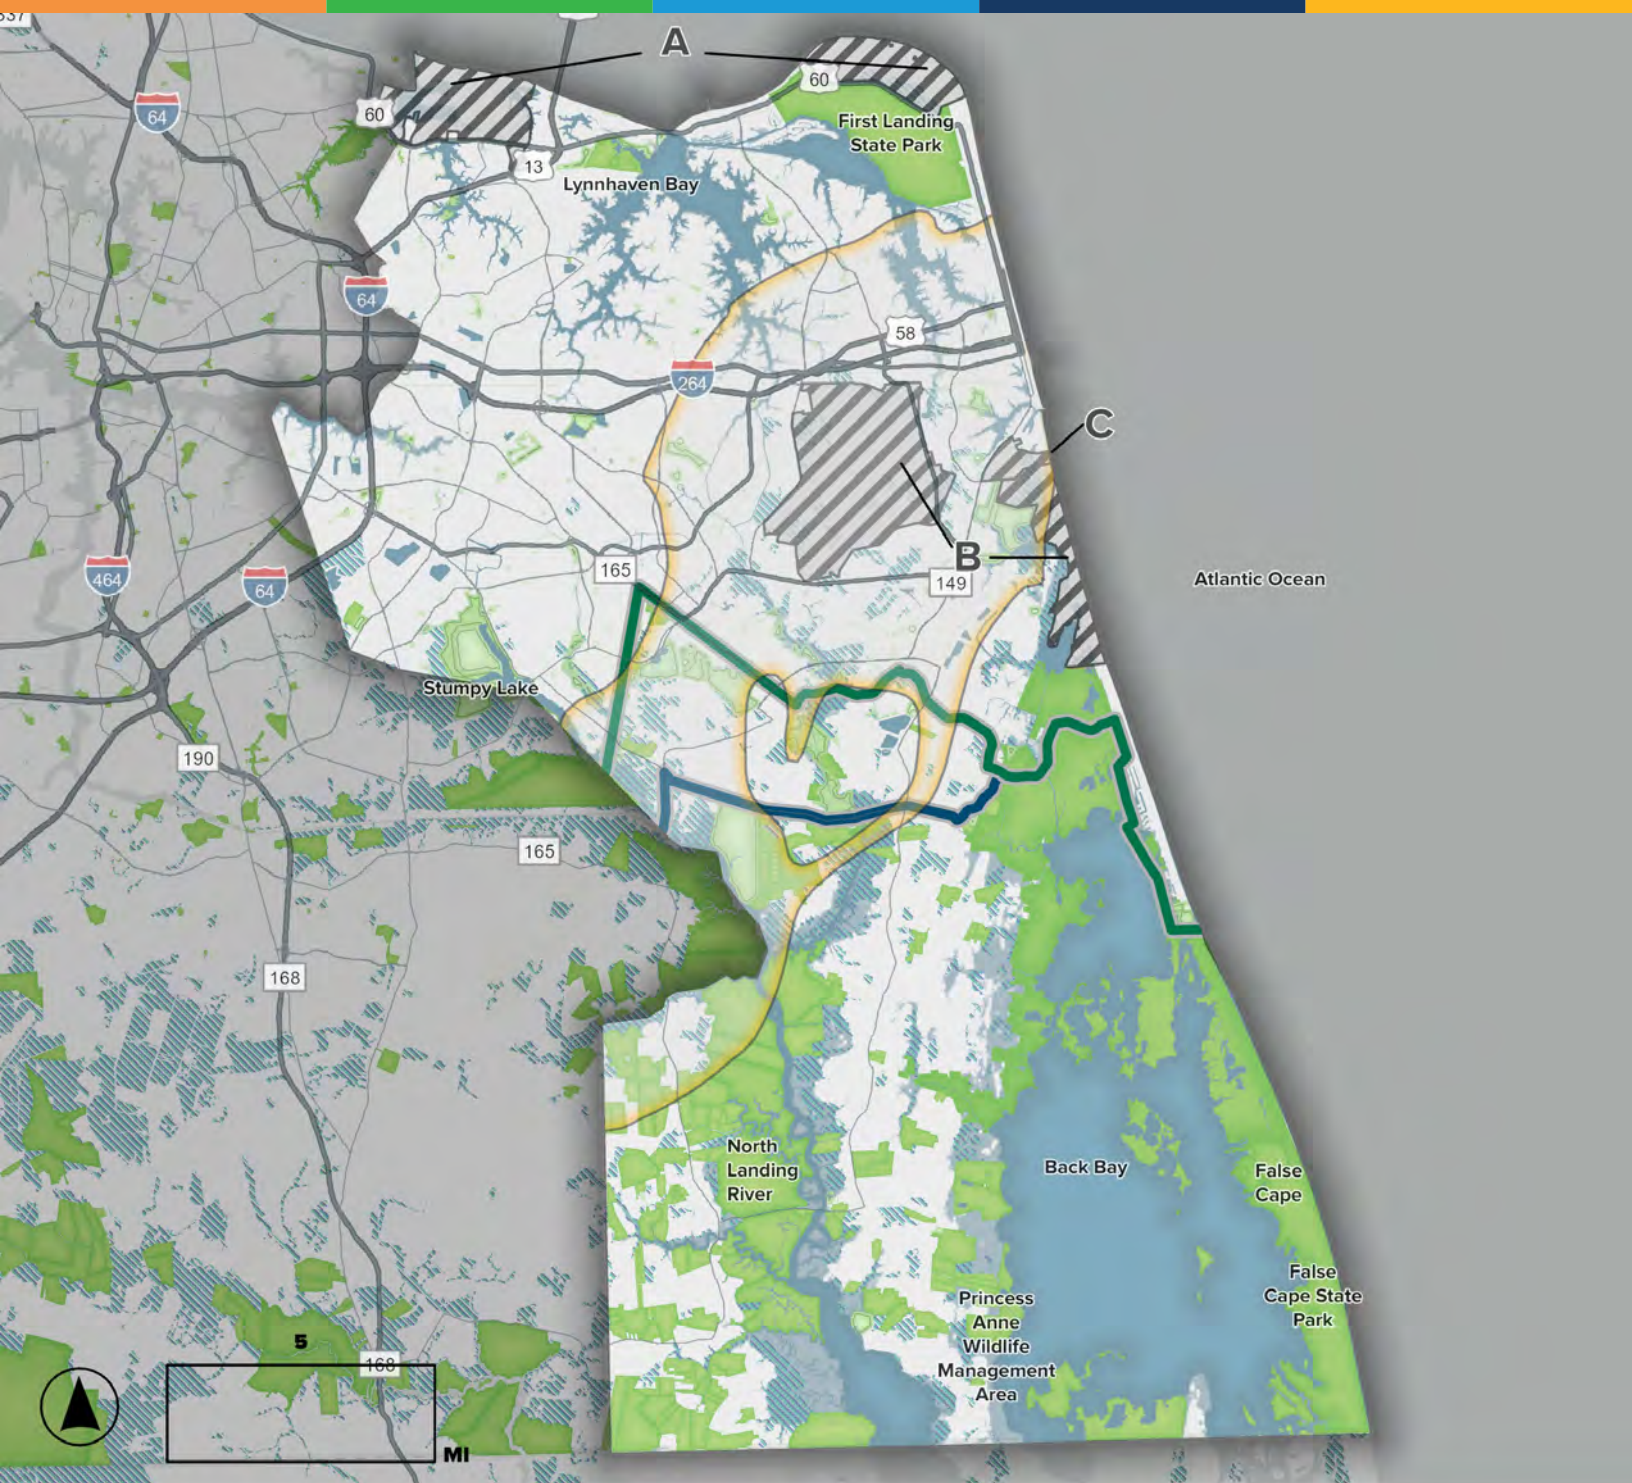 337
A
60
64
60
First Landing
State Park
13
Lynnhaven Bay
64
58
264
C
B
165
149
Atlantic Ocean
464
64
Stumpy Lake
190
165
168
North
Landing
River
Back Bay
False
Cape
False
Cape State
Park
Princess
Anne
Wildlife
Management
Area
5
168
MI